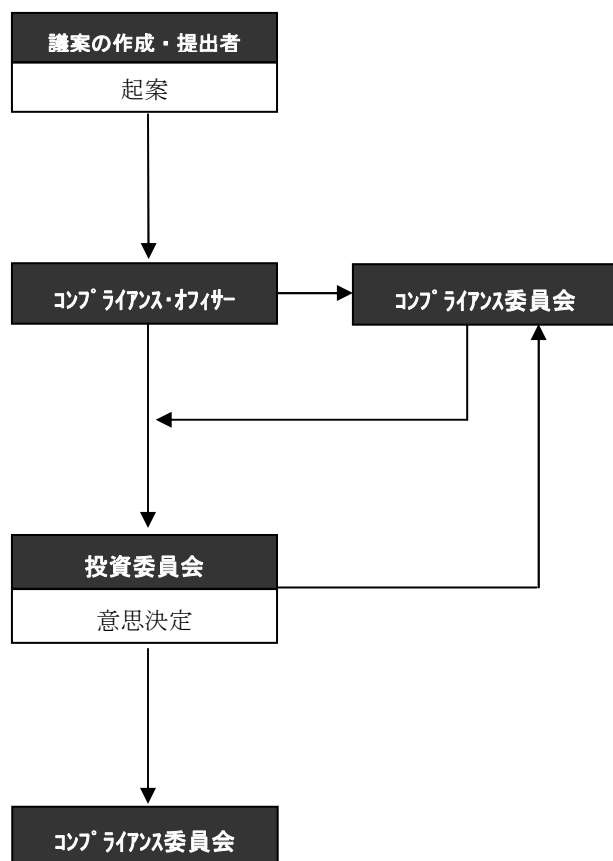 議案の作成・提出者
起案
ｺﾝﾌﾟﾗｲｱﾝｽ･ｵﾌｨｻｰ
ｺﾝﾌﾟﾗｲｱﾝｽ委員会
投資委員会
意思決定
ｺﾝﾌﾟﾗｲｱﾝｽ委員会